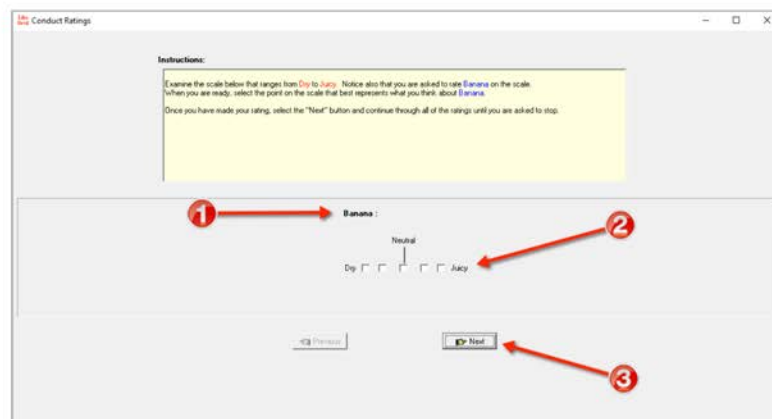 Conduct Ratings
Instructions:
Examine the scale below that ranges from Dry to Juicy. Notice also that you are asked to rate Banana on the scale.
When you are ready, select the point on the scale that best represents what you think about Banana.
Once you have made your rating, select the "Next" button and continue through all of the ratings until you are asked to stop.
1
Banana :
2
Neutral
Dry Juicy
Previous Next
3